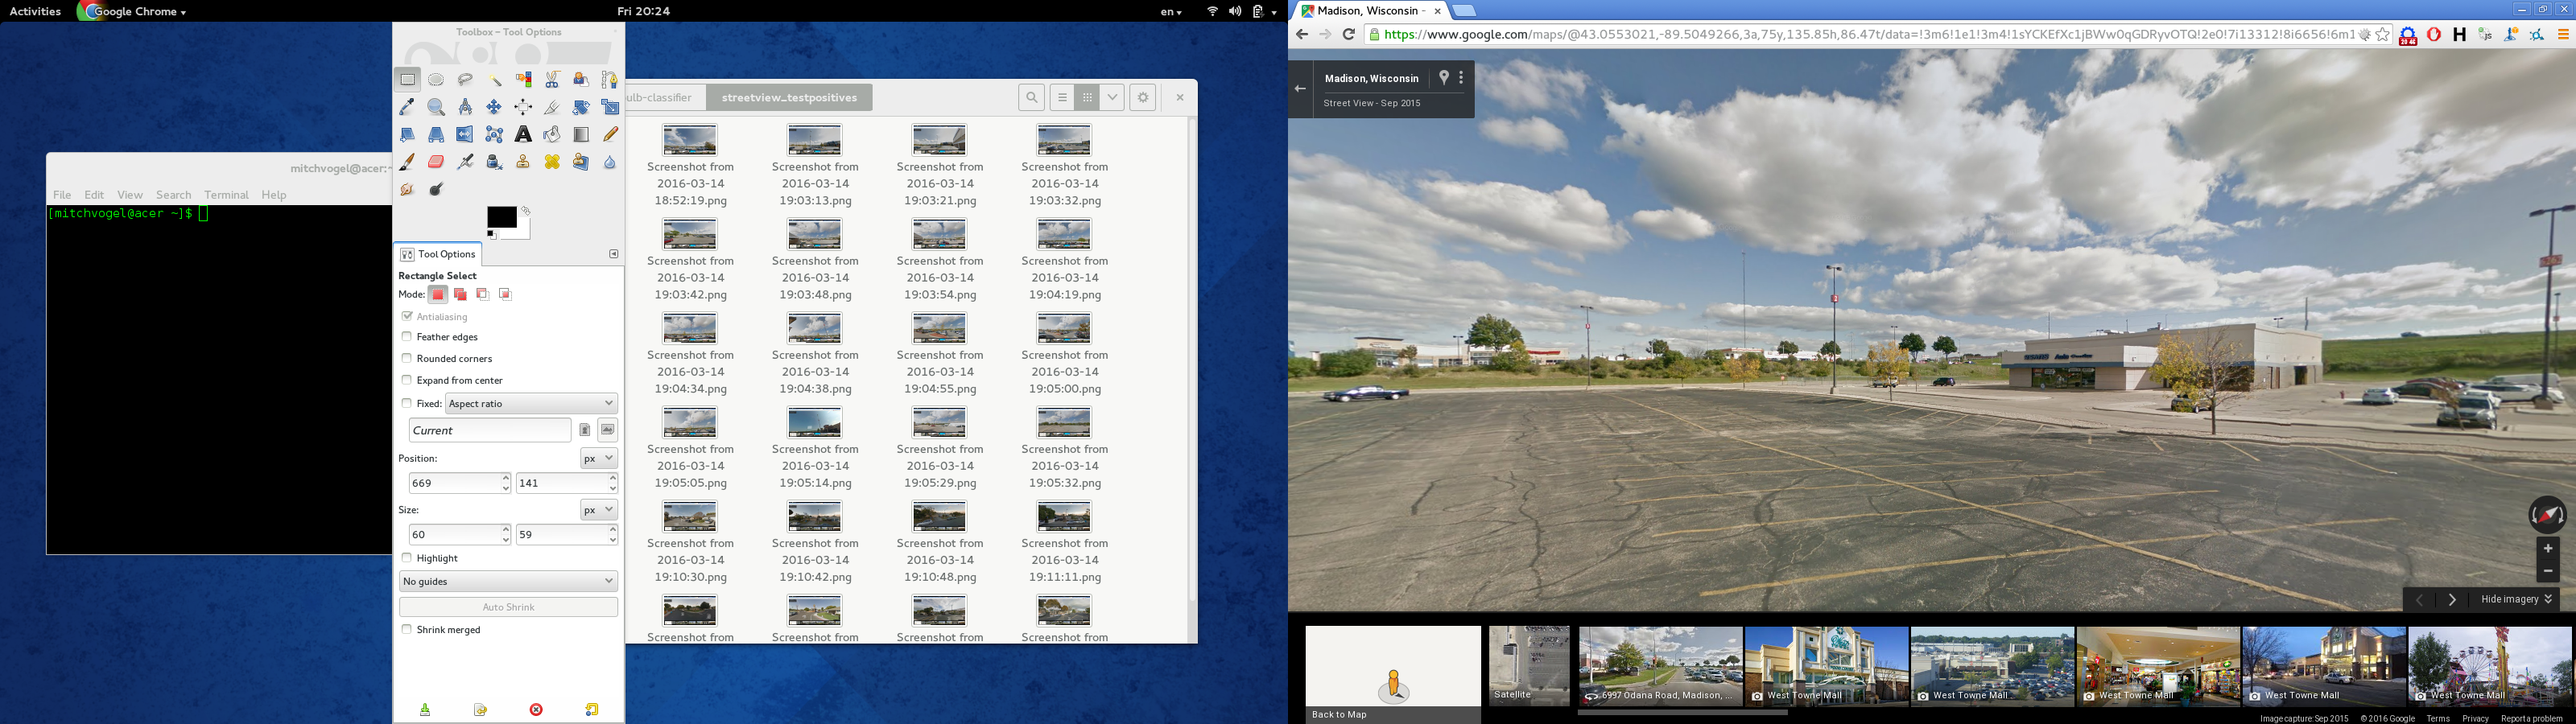 Activities
Google Chrome
Fri 20:24
en
Toolbox – Tool Options
mitchvogel@acer:~
File Edit View Search Terminal Help
[mitchvogel@acer ~]$
Tool Options
Rectangle Select
Mode:
Antialiasing
Feather edges
Rounded corners
Expand from center
Fixed: Aspect ratio
Current
Position: px
669 141
Size: px
60 59
Highlight
No guides
Auto Shrink
Shrink merged
ulb-classifier streetview_testpositives
Screenshot from 2016-03-14 18:52:19.png
Screenshot from 2016-03-14 19:03:13.png
Screenshot from 2016-03-14 19:03:21.png
Screenshot from 2016-03-14 19:03:32.png
Screenshot from 2016-03-14 19:03:42.png
Screenshot from 2016-03-14 19:03:48.png
Screenshot from 2016-03-14 19:03:54.png
Screenshot from 2016-03-14 19:04:19.png
Screenshot from 2016-03-14 19:04:34.png
Screenshot from 2016-03-14 19:04:38.png
Screenshot from 2016-03-14 19:04:55.png
Screenshot from 2016-03-14 19:05:00.png
Screenshot from 2016-03-14 19:05:05.png
Screenshot from 2016-03-14 19:05:14.png
Screenshot from 2016-03-14 19:05:29.png
Screenshot from 2016-03-14 19:05:32.png
Screenshot from 2016-03-14 19:10:30.png
Screenshot from 2016-03-14 19:10:42.png
Screenshot from 2016-03-14 19:10:48.png
Screenshot from 2016-03-14 19:11:11.png
Screenshot from
Screenshot from
Screenshot from
Screenshot from
Madison, Wisconsin -
https://www.google.com/maps/@43.0553021,-89.5049266,3a,75y,135.85h,86.47t/data=!3m6!1e1!3m4!1sYCKEfXc1jBWw0qGDRyvOTQ!2e0!7i13312!8i6656!6m1
Madison, Wisconsin
Street View - Sep 2015
Hide imagery
Back to Map
Satellite
6997 Odana Road, Madison, ...
West Towne Mall
West Towne Mall
West Towne Mall
West Towne Mall
West Towne Mall
Image capture: Sep 2015 © 2016 Google Terms Privacy Report a problem